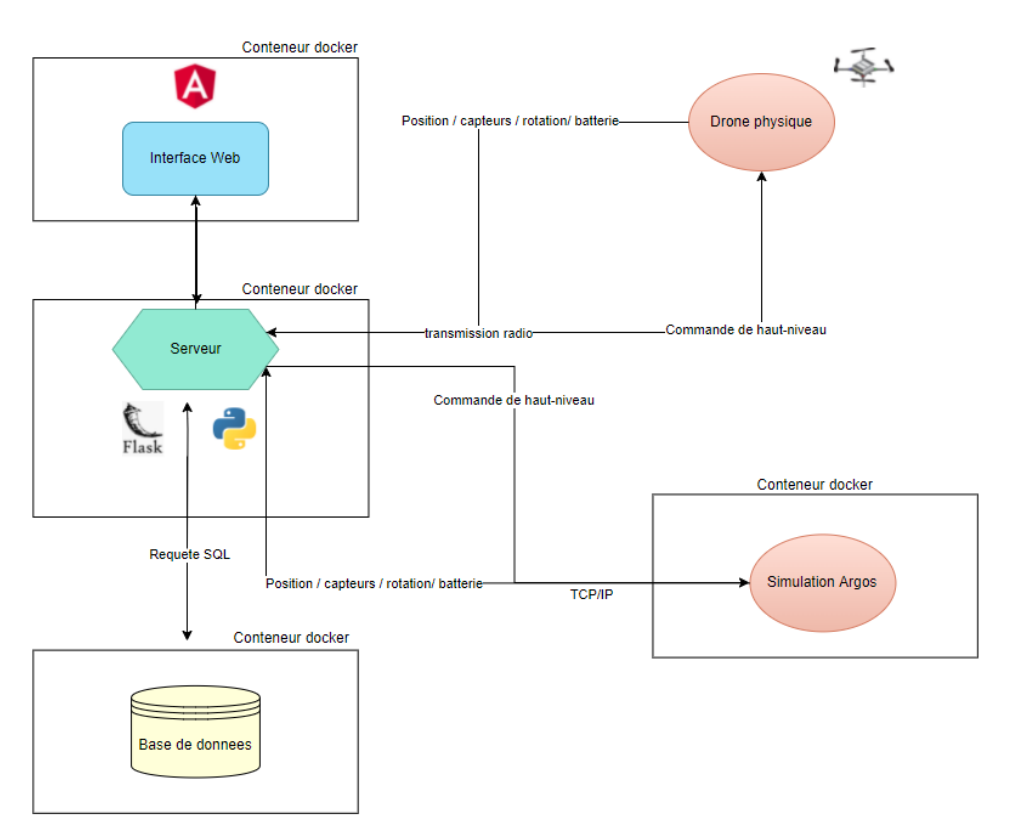 Conteneur docker
A
Interface Web
Position / capteurs / rotation/ batterie
Drone physique
Conteneur docker
Serveur
transmission radio
Commande de haut-niveau
Commande de haut-niveau
Flask
Conteneur docker
Requete SQL
Position / capteurs / rotation/ batterie
TCP/IP
Simulation Argos
Conteneur docker
Base de donnees